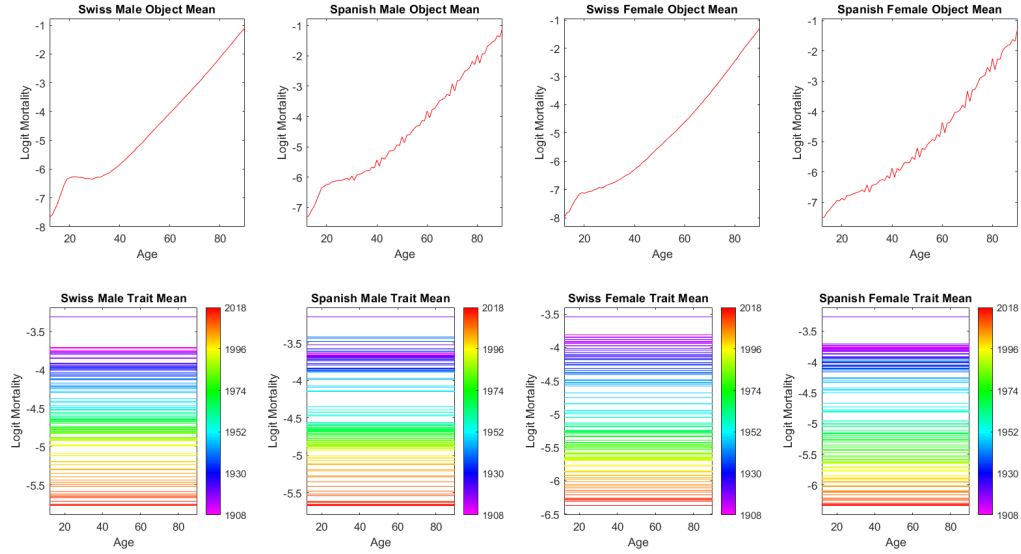 Swiss Male Object Mean
-1
-2
-3
-4
-5
-6
-7
-8
20 40 60 80
Age
Logit Mortality
Spanish Male Object Mean
-1
-2
-3
-4
-5
-6
-7
20 40 60 80
Age
Logit Mortality
Swiss Female Object Mean
-1
-2
-3
-4
-5
-6
-7
-8
20 40 60 80
Age
Logit Mortality
Spanish Female Object Mean
-1
-2
-3
-4
-5
-6
-7
20 40 60 80
Age
Logit Mortality
Swiss Male Trait Mean
-3.5
-4
-4.5
-5
-5.5
20 40 60 80
Age
Logit Mortality
2018
1996
1974
1952
1930
1908
Spanish Male Trait Mean
-3.5
-4
-4.5
-5
-5.5
20 40 60 80
Age
Logit Mortality
2018
1996
1974
1952
1930
1908
Swiss Female Trait Mean
-3.5
-4
-4.5
-5
-5.5
-6
-6.5
20 40 60 80
Age
Logit Mortality
2018
1996
1974
1952
1930
1908
Spanish Female Trait Mean
-3.5
-4
-4.5
-5
-5.5
-6
20 40 60 80
Age
Logit Mortality
2018
1996
1974
1952
1930
1908